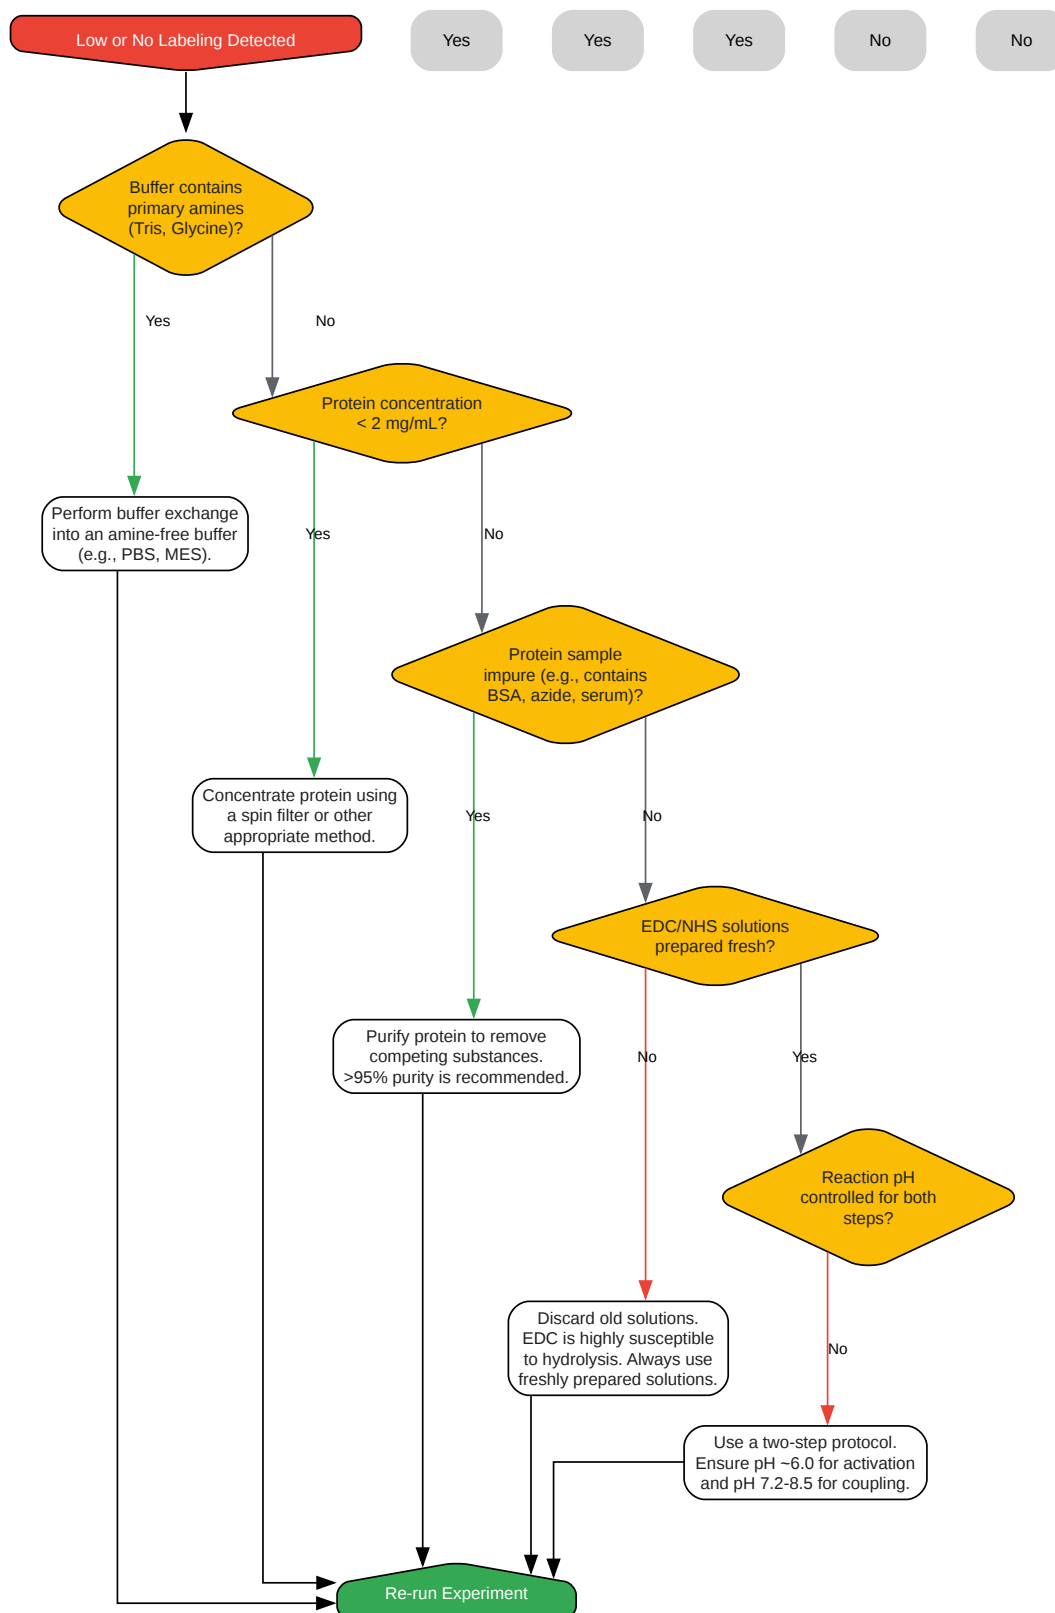 Low or No Labeling Detected
Yes
Yes
Yes
No
No
Buffer contains
primary amines
(Tris, Glycine)?
Yes
No
Protein concentration
< 2 mg/mL?
Perform buffer exchange
into an amine-free buffer
(e.g., PBS, MES).
Yes
No
Protein sample
impure (e.g., contains
BSA, azide, serum)?
Concentrate protein using
a spin filter or other
appropriate method.
Yes
No
EDC/NHS solutions
prepared fresh?
Purify protein to remove
competing substances.
>95% purity is recommended.
No
Yes
Reaction pH
controlled for both
steps?
Discard old solutions.
EDC is highly susceptible
to hydrolysis. Always use
freshly prepared solutions.
No
Use a two-step protocol.
Ensure pH ~6.0 for activation
and pH 7.2-8.5 for coupling.
Re-run Experiment